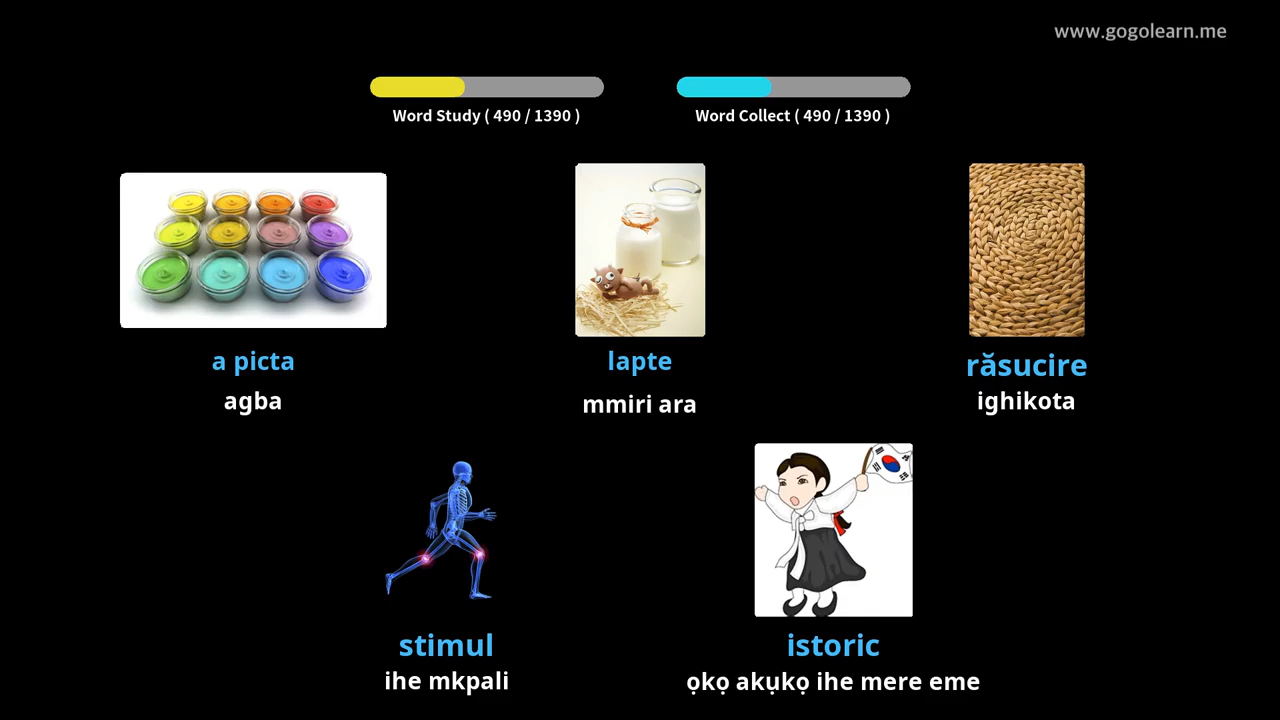 www.gogolearn.me
Word Study ( 490 / 1390 )
Word Collect ( 490 / 1390 )
a picta
agba
lapte
mmiri ara
răsucire
ighikota
stimul
ihe mkpali
istoric
ọkọ akụkọ ihe mere eme